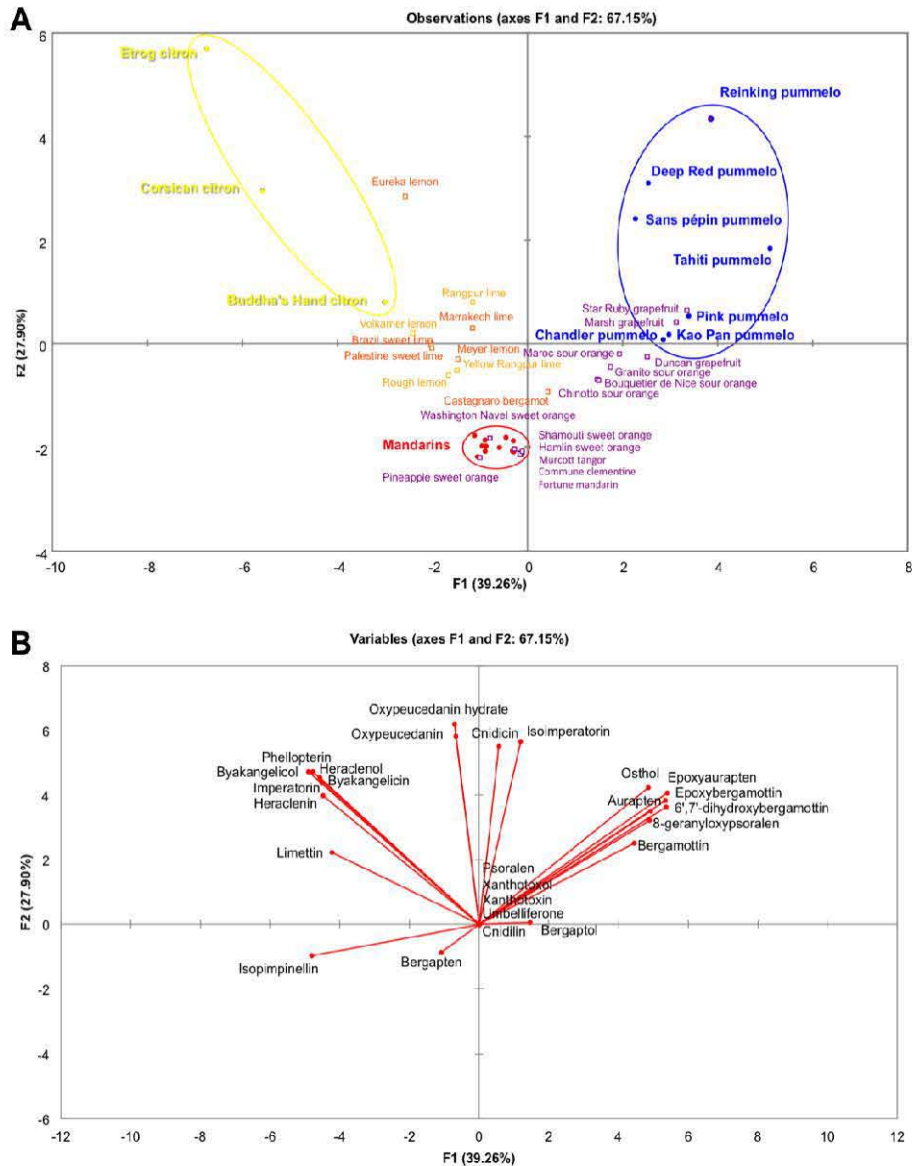 A
Observations (axes F1 and F2: 67.15%)
6
Etrog citron
Reinking pummelo
4
Eureka lemon
Deep Red pummelo
Corsican citron
Sans pépin pummelo
2
Tahiti pummelo
Rangpur lime
Star Ruby grapefruit
Buddha's Hand citron
Marrakech lime
Marsh grapefruit
Pink pummelo
Volkamer lemon
Chandler pummelo
Kao Pan pummelo
Brazil sweet lime
F2 (27.90%)
0
Meyer lemon
Maroc sour orange
Palestine sweet lime
Duncan grapefruit
Yellow Rangpur lime
Granito sour orange
Rough lemon
Bouquetier de Nice sour orange
Castagnaro bergamot
Chinotto sour orange
Washington Navel sweet orange
-2
Mandarins
Shamouti sweet orange
Hamlin sweet orange
Murcott tangor
Pineapple sweet orange
Commune clementine
Fortune mandarin
-4
-10 -8 -6 -4 -2 0 2 4 6 8
F1 (39.26%)
B
Variables (axes F1 and F2: 67.15%)
8
Oxypeucedanin hydrate
6
Oxypeucedanin
Cnidicin
Isoimperatorin
Phellopterin
Byakangelicol
Heraclenol
Osthol
Epoxyaurapten
Imperatorin
Byakangelicin
Epoxybergamottin
4
Heraclenin
Aurapten
6',7'-dihydroxybergamottin
8-geranyloxypsoralen
Limettin
Bergamottin
2
Psoralen
Xanthotoxol
Xanthotoxin
Umbelliferone
F2 (27.90%)
0
Cnidilin
Bergaptol
Isopimpinellin
Bergapten
-2
-4
-6
-12 -10 -8 -6 -4 -2 0 2 4 6 8 10 12
F1 (39.26%)